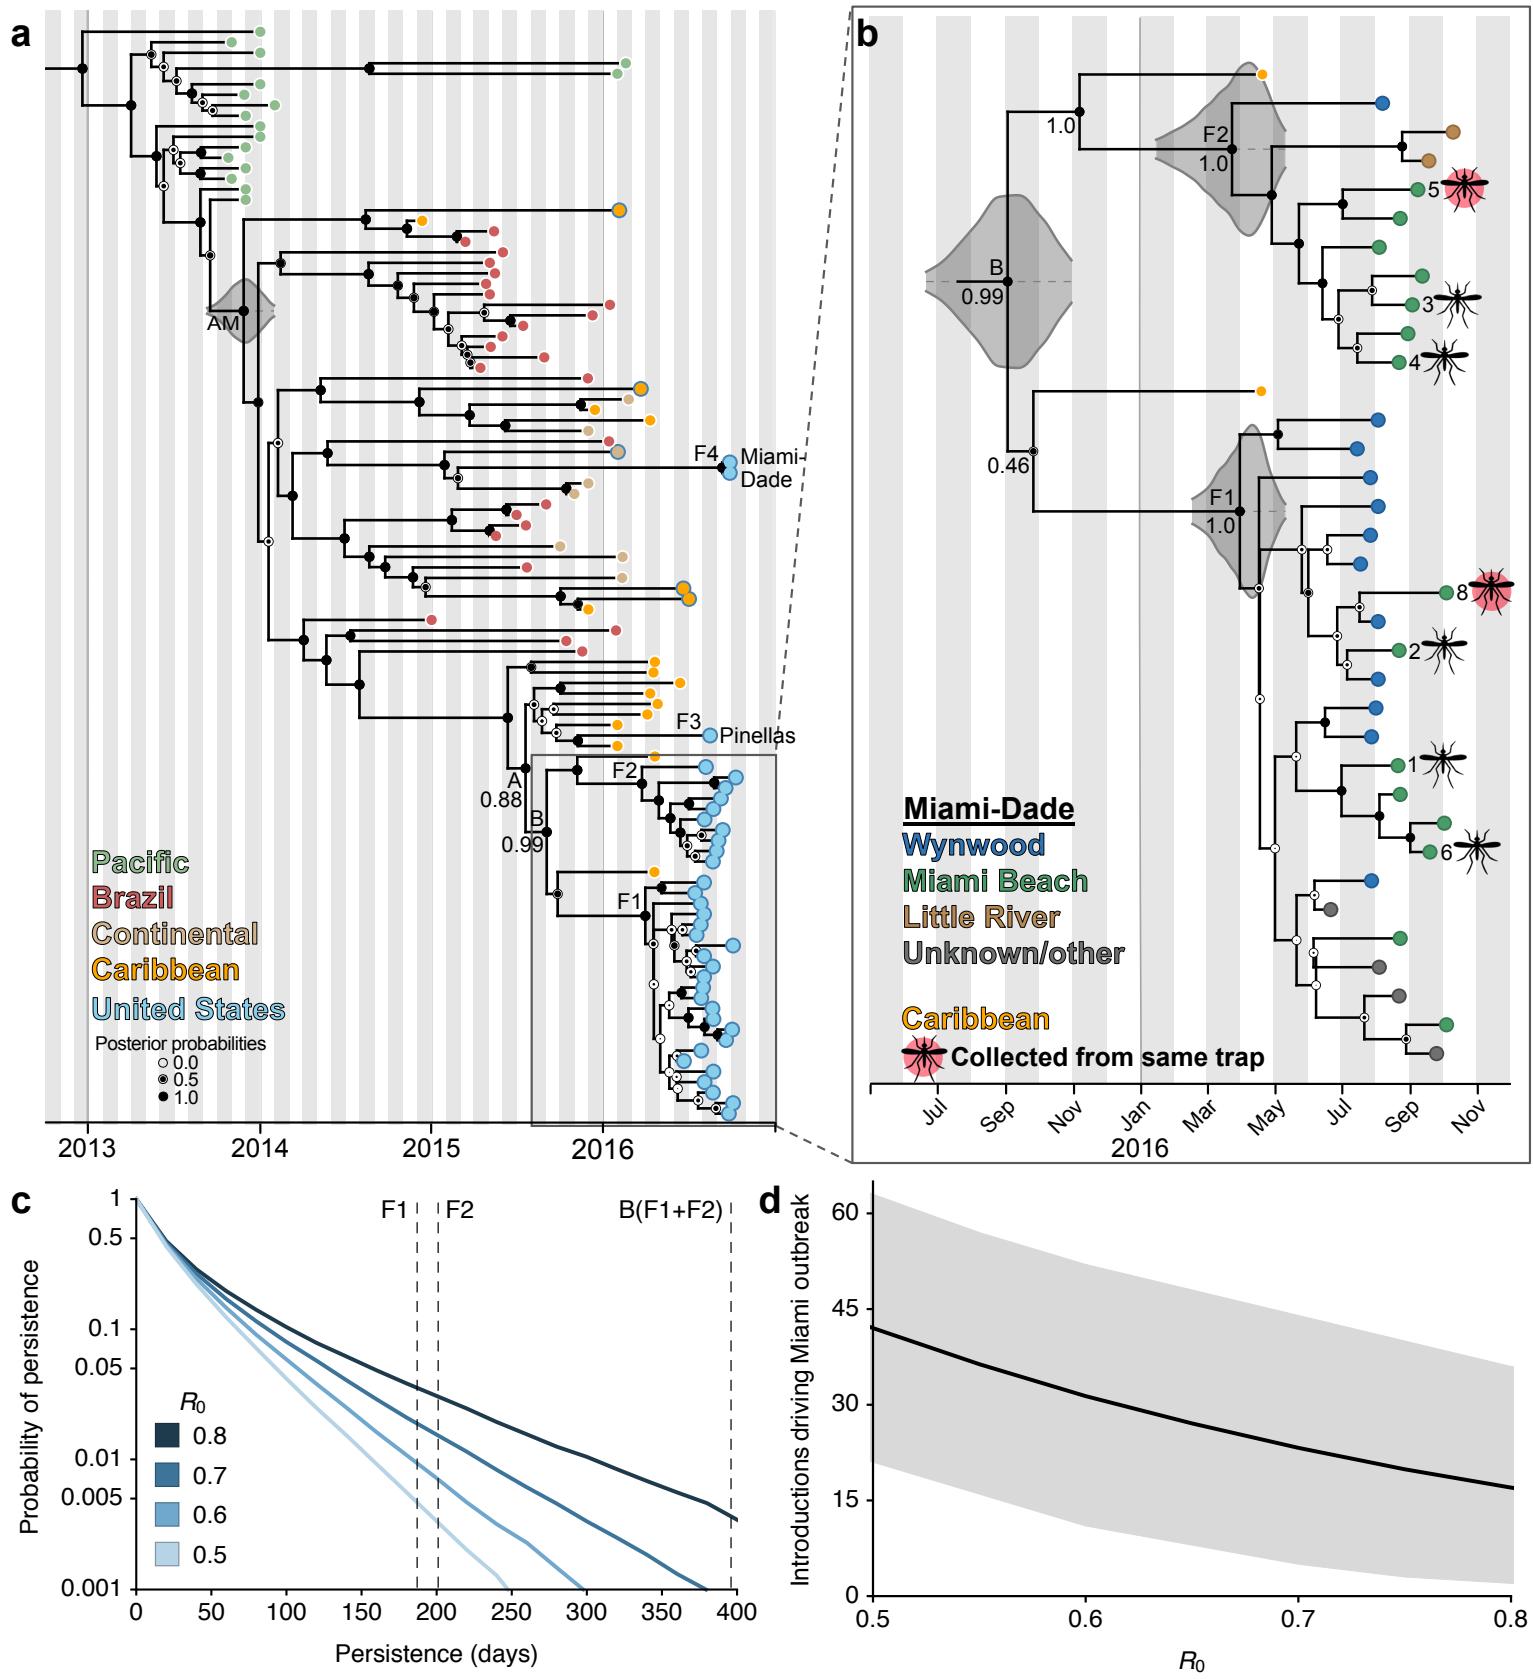 a
AM
F4
Miami-
Dade
F3
Pinellas
A
0.88
F2
B
0.99
F1
Pacific
Brazil
Continental
Caribbean
United States
Posterior probabilities
0.0
0.5
1.0
2013
2014
2015
2016
b
1.0
F2
1.0
5
B
0.99
3
4
0.46
F1
1.0
8
2
1
6
Miami-Dade
Wynwood
Miami Beach
Little River
Unknown/other
Caribbean
Collected from same trap
Jul
Sep
Nov
Jan
Mar
May
Jul
Sep
Nov
2016
c
F1
F2
B(F1+F2)
Probability of persistence
1
0.5
0.1
0.05
0.01
0.005
0.001
R0
0.8
0.7
0.6
0.5
0
50
100
150
200
250
300
350
400
Persistence (days)
d
Introductions driving Miami outbreak
60
45
30
15
0
0.5
0.6
0.7
0.8
R0